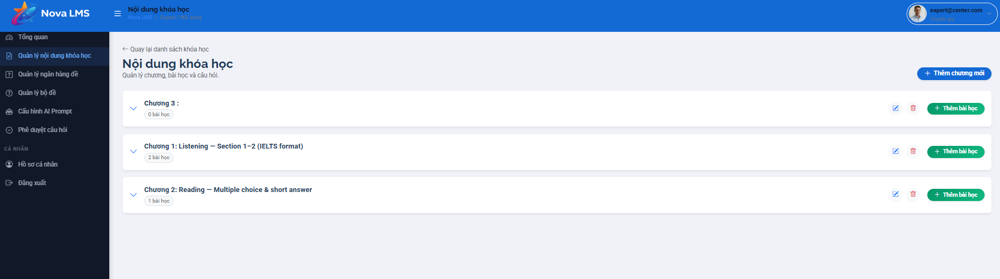 Nova LMS
Nội dung khóa học
Nova LMS > Expert / Nội dung
expert@center.com
Chuyên gia
Tổng quan
Quản lý nội dung khóa học
Quản lý ngân hàng đề
Quản lý bộ đề
Cấu hình AI Prompt
Phê duyệt câu hỏi
CÁ NHÂN
Hồ sơ cá nhân
Đăng xuất
← Quay lại danh sách khóa học
Nội dung khóa học
Quản lý chương, bài học và câu hỏi.
+ Thêm chương mới
Chương 3 :
0 bài học
+ Thêm bài học
Chương 1: Listening — Section 1–2 (IELTS format)
2 bài học
+ Thêm bài học
Chương 2: Reading — Multiple choice & short answer
1 bài học
+ Thêm bài học